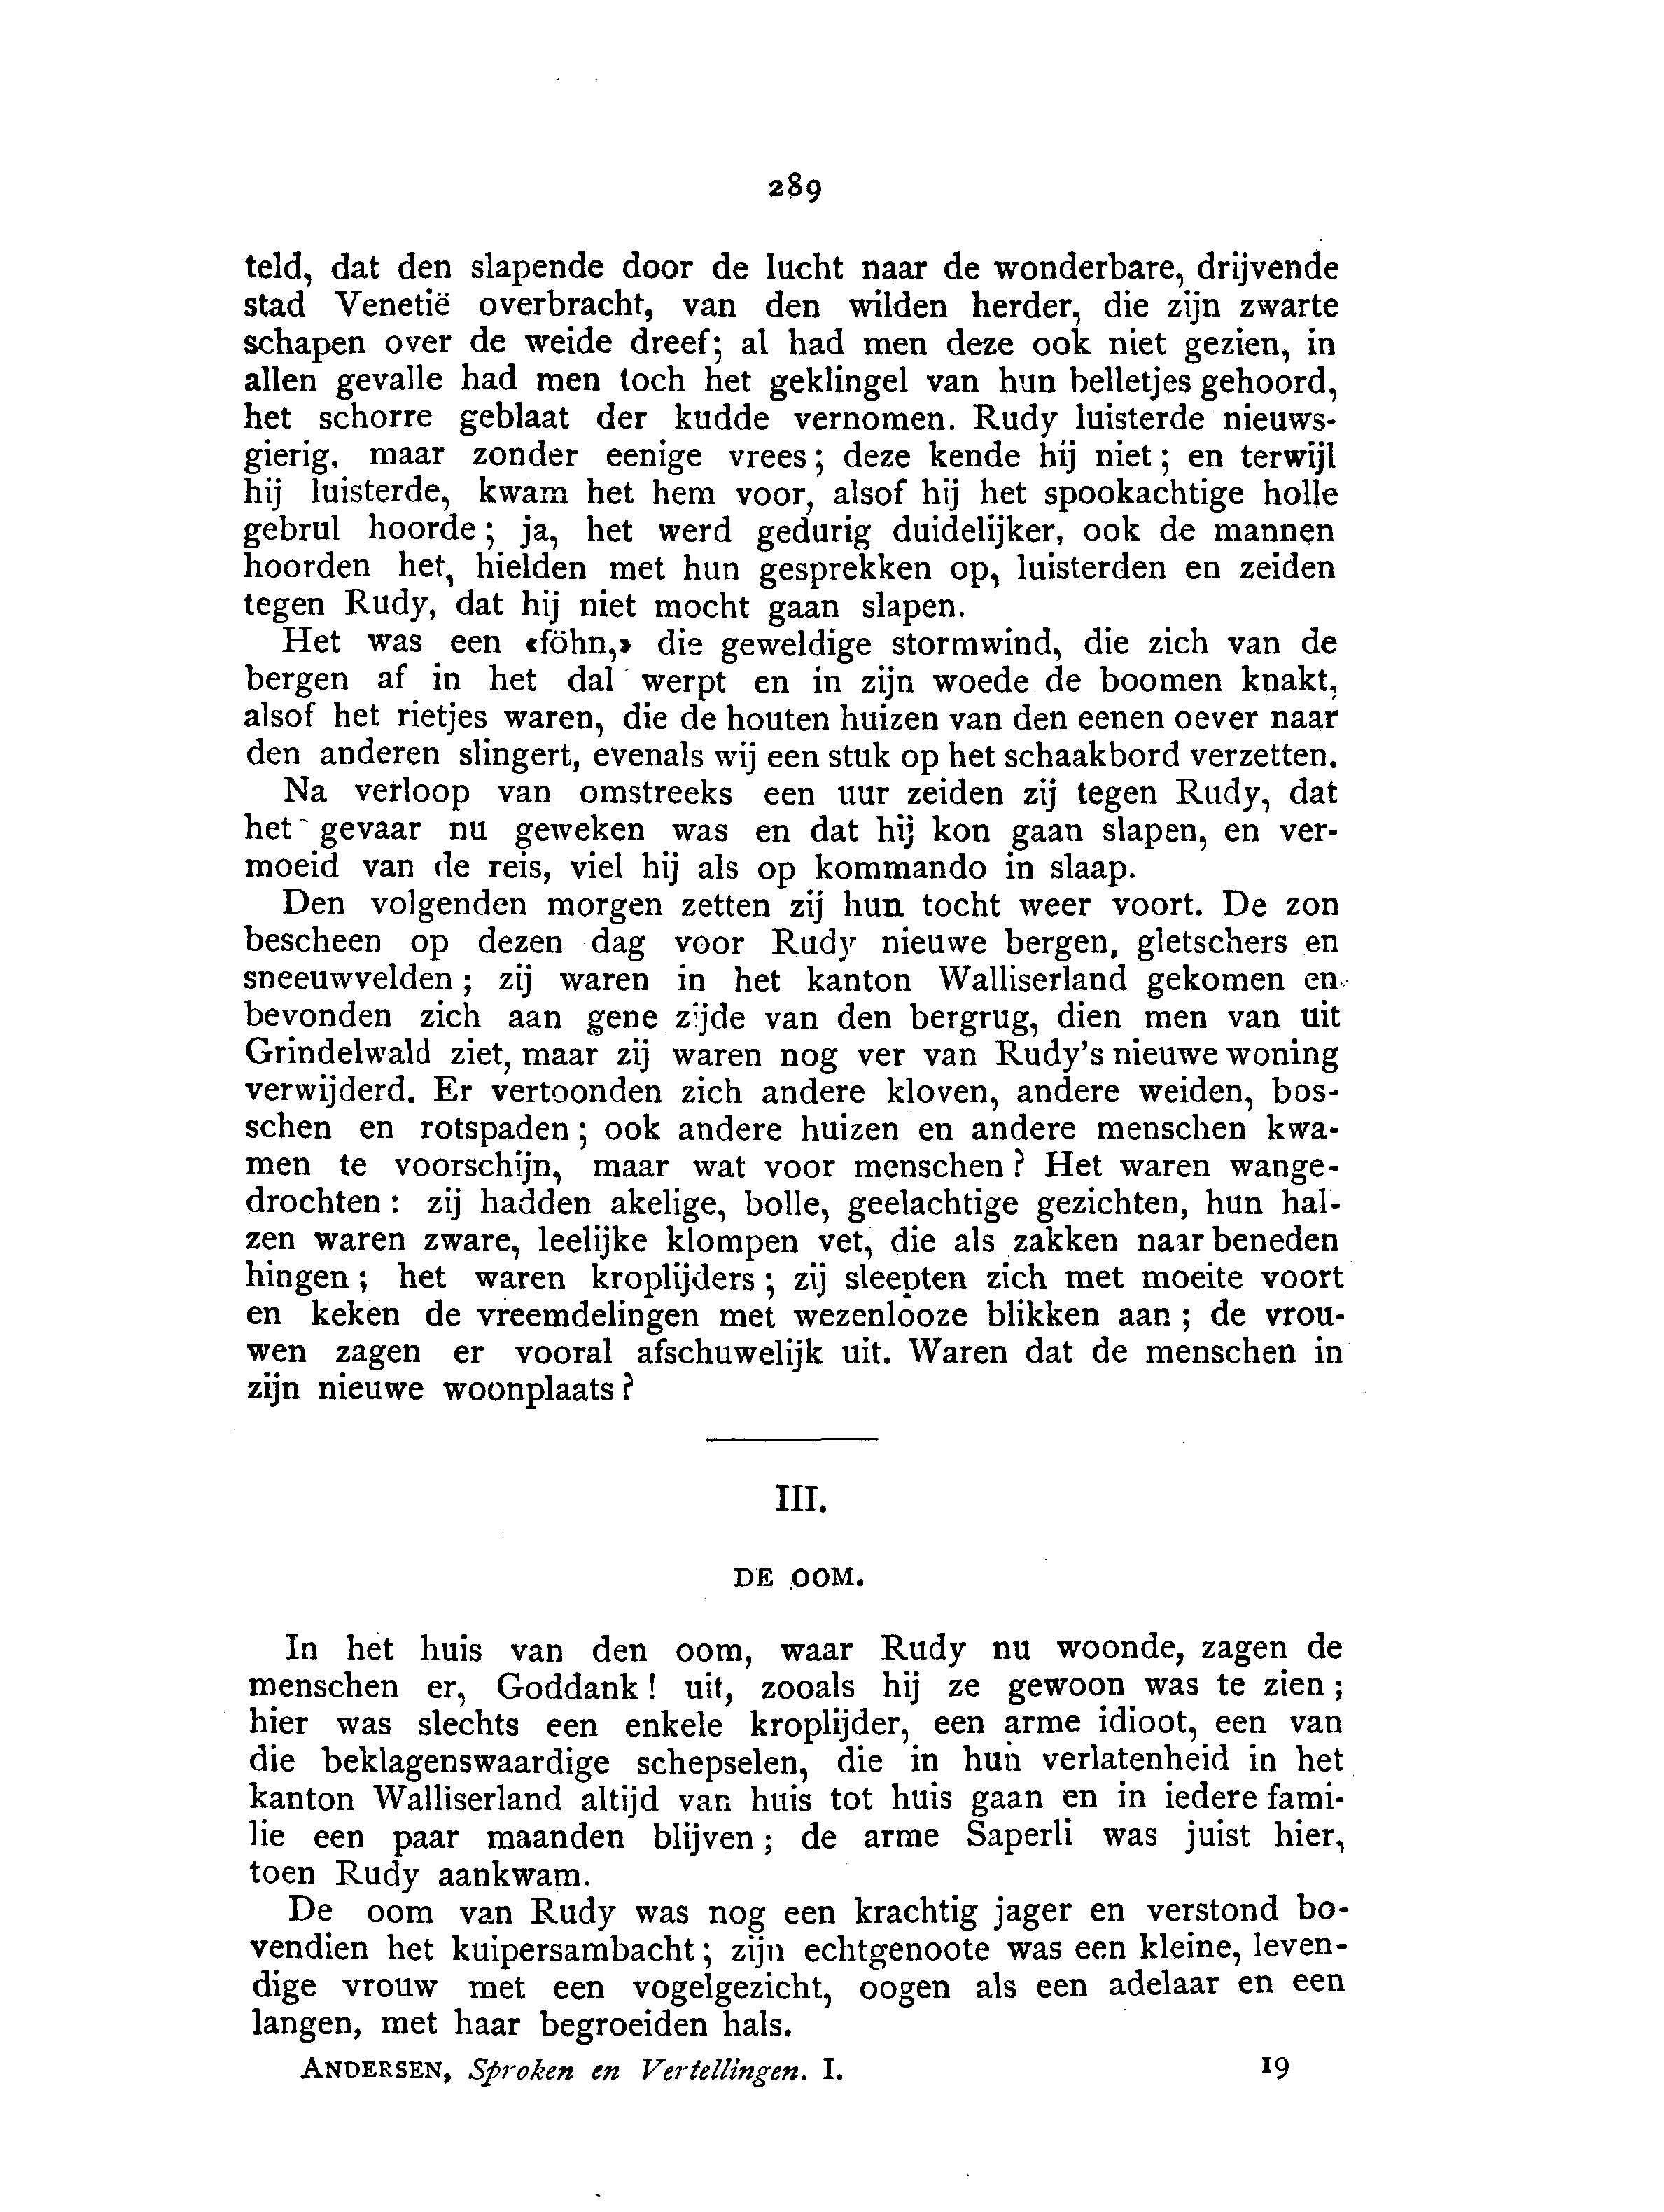 289
teld, dat den slapende door de lucht naar de wonderbare, drijvende
stad Venetië overbracht, van den wilden herder, die zijn zwarte
schapen over de weide dreef; al had men deze ook niet gezien, in
allen gevalle had men toch het geklingel van hun belletjes gehoord,
het schorre geblaat der kudde vernomen. Rudy luisterde nieuws-
gierig, maar zonder eenige vrees; deze kende hij niet; en terwijl
hij luisterde, kwam het hem voor, alsof hij het spookachtige holle
gebrul hoorde; ja, het werd gedurig duidelijker, ook de mannen
hoorden het, hielden met hun gesprekken op, luisterden en zeiden
tegen Rudy, dat hij niet mocht gaan slapen.
Het was een «föhn,» die geweldige stormwind, die zich van de
bergen af in het dal werpt en in zijn woede de boomen knakt,
alsof het rietjes waren, die de houten huizen van den eenen oever naar
den anderen slingert, evenals wij een stuk op het schaakbord verzetten.
Na verloop van omstreeks een uur zeiden zij tegen Rudy, dat
het gevaar nu geweken was en dat hij kon gaan slapen, en ver-
moeid van de reis, viel hij als op kommando in slaap.
Den volgenden morgen zetten zij hun tocht weer voort. De zon
bescheen op dezen dag voor Rudy nieuwe bergen, gletschers en
sneeuwvelden; zij waren in het kanton Walliserland gekomen en
bevonden zich aan gene zijde van den bergrug, dien men van uit
Grindelwald ziet, maar zij waren nog ver van Rudy's nieuwe woning
verwijderd. Er vertoonden zich andere kloven, andere weiden, bos-
schen en rotspaden; ook andere huizen en andere menschen kwa-
men te voorschijn, maar wat voor menschen? Het waren wange-
drochten: zij hadden akelige, bolle, geelachtige gezichten, hun hal-
zen waren zware, leelijke klompen vet, die als zakken naar beneden
hingen; het waren kroplijders; zij sleepten zich met moeite voort
en keken de vreemdelingen met wezenlooze blikken aan; de vrou-
wen zagen er vooral afschuwelijk uit. Waren dat de menschen in
zijn nieuwe woonplaats?
III.
DE OOM.
In het huis van den oom, waar Rudy nu woonde, zagen de
menschen er, Goddank! uit, zooals hij ze gewoon was te zien;
hier was slechts een enkele kroplijder, een arme idioot, een van
die beklagenswaardige schepselen, die in hun verlatenheid in het
kanton Walliserland altijd van huis tot huis gaan en in iedere fami-
lie een paar maanden blijven; de arme Saperli was juist hier,
toen Rudy aankwam.
De oom van Rudy was nog een krachtig jager en verstond bo-
vendien het kuipersambacht; zijn echtgenoote was een kleine, leven-
dige vrouw met een vogelgezicht, oogen als een adelaar en een
langen, met haar begroeiden hals.
ANDERSEN, Sproken en Vertellingen. I. 19